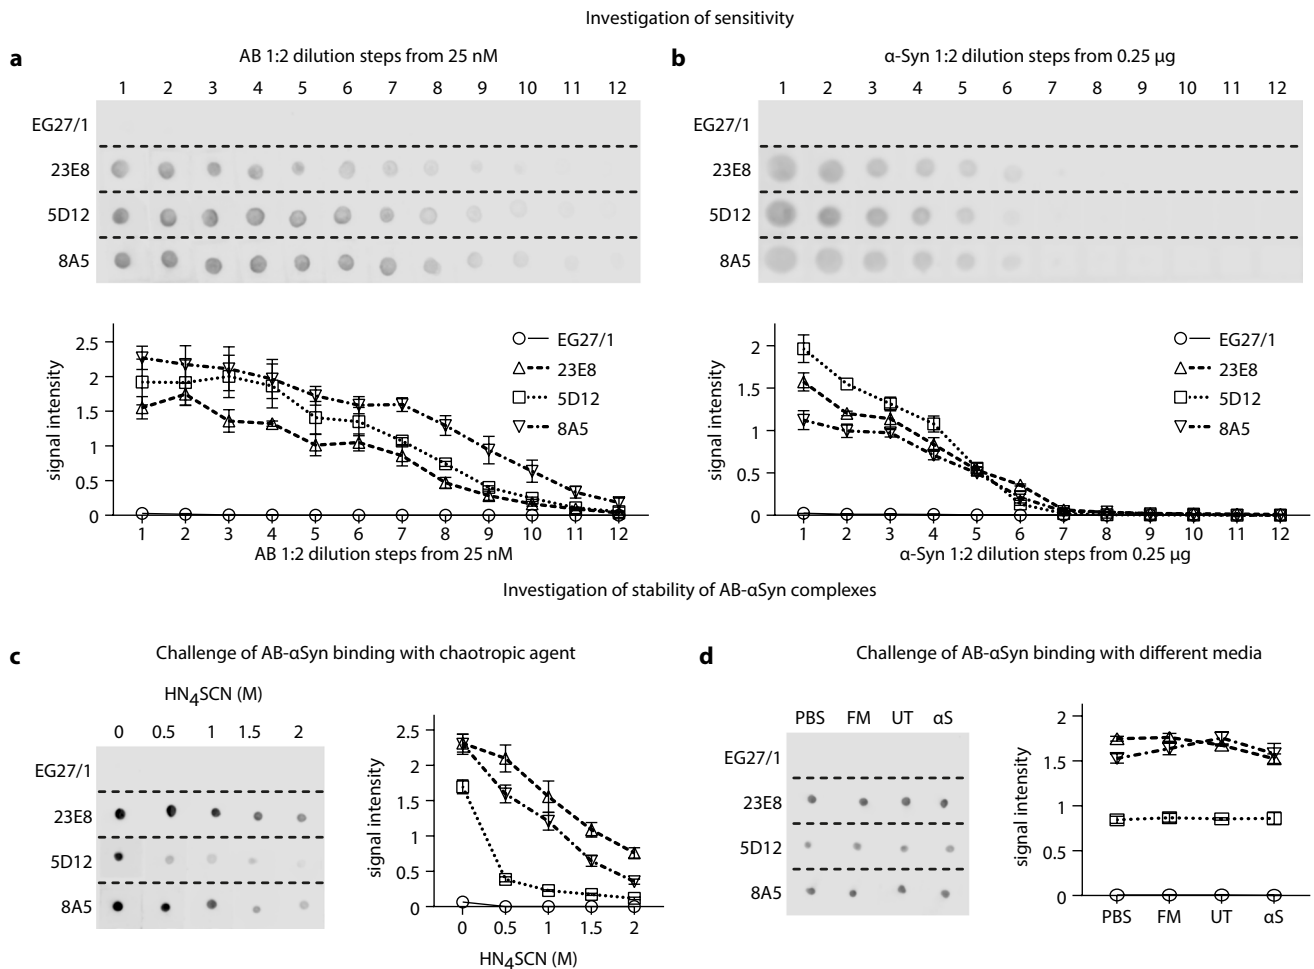 Investigation of sensitivity
a
AB 1:2 dilution steps from 25 nM
1 2 3 4 5 6 7 8 9 10 11 12
EG27/1
23E8
5D12
8A5
2.5
2
1.5
1
0.5
0
signal intensity
EG27/1
23E8
5D12
8A5
1 2 3 4 5 6 7 8 9 10 11 12
AB 1:2 dilution steps from 25 nM
b
α-Syn 1:2 dilution steps from 0.25 µg
1 2 3 4 5 6 7 8 9 10 11 12
EG27/1
23E8
5D12
8A5
2
1.5
1
0.5
0
signal intensity
EG27/1
23E8
5D12
8A5
1 2 3 4 5 6 7 8 9 10 11 12
α-Syn 1:2 dilution steps from 0.25 µg
Investigation of stability of AB-αSyn complexes
c
Challenge of AB-αSyn binding with chaotropic agent
HN4SCN (M)
0 0.5 1 1.5 2
EG27/1
23E8
5D12
8A5
2.5
2
1.5
1
0.5
0
signal intensity
0 0.5 1 1.5 2
HN4SCN (M)
d
Challenge of AB-αSyn binding with different media
PBS FM UT αS
EG27/1
23E8
5D12
8A5
2
1.5
1
0.5
0
signal intensity
PBS FM UT αS